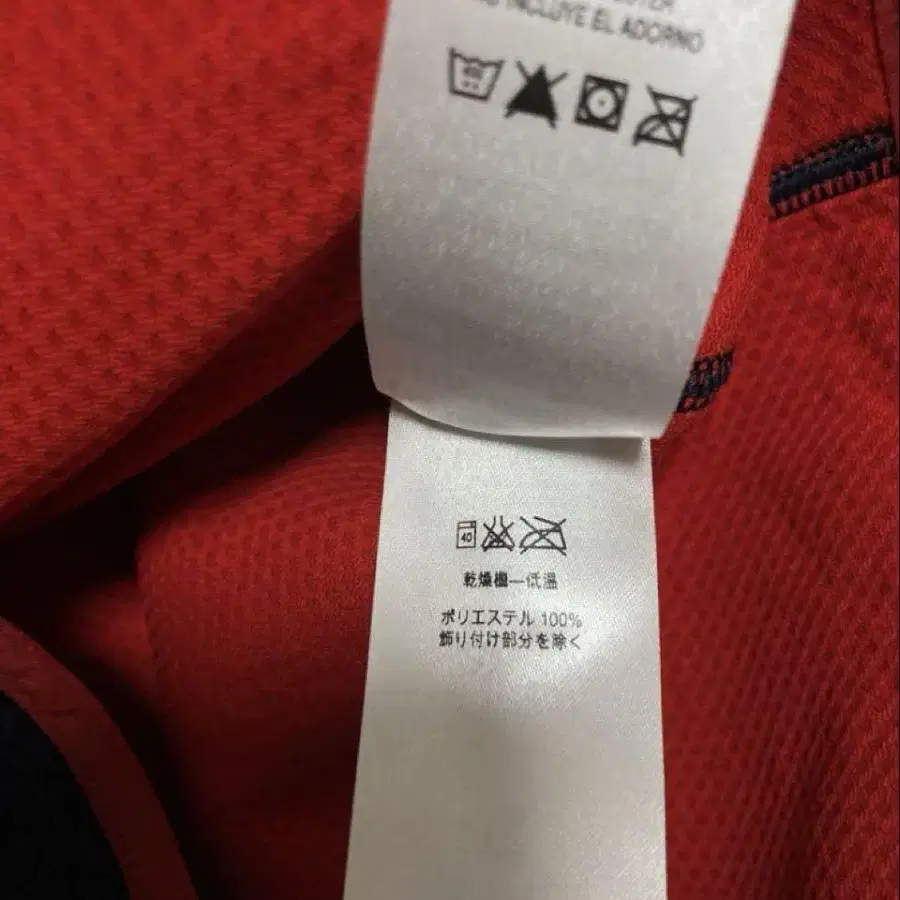 INCLUYE EL ADORNO
40
40
乾燥機—低温
ポリエステル 100%
飾り付け部分を除く